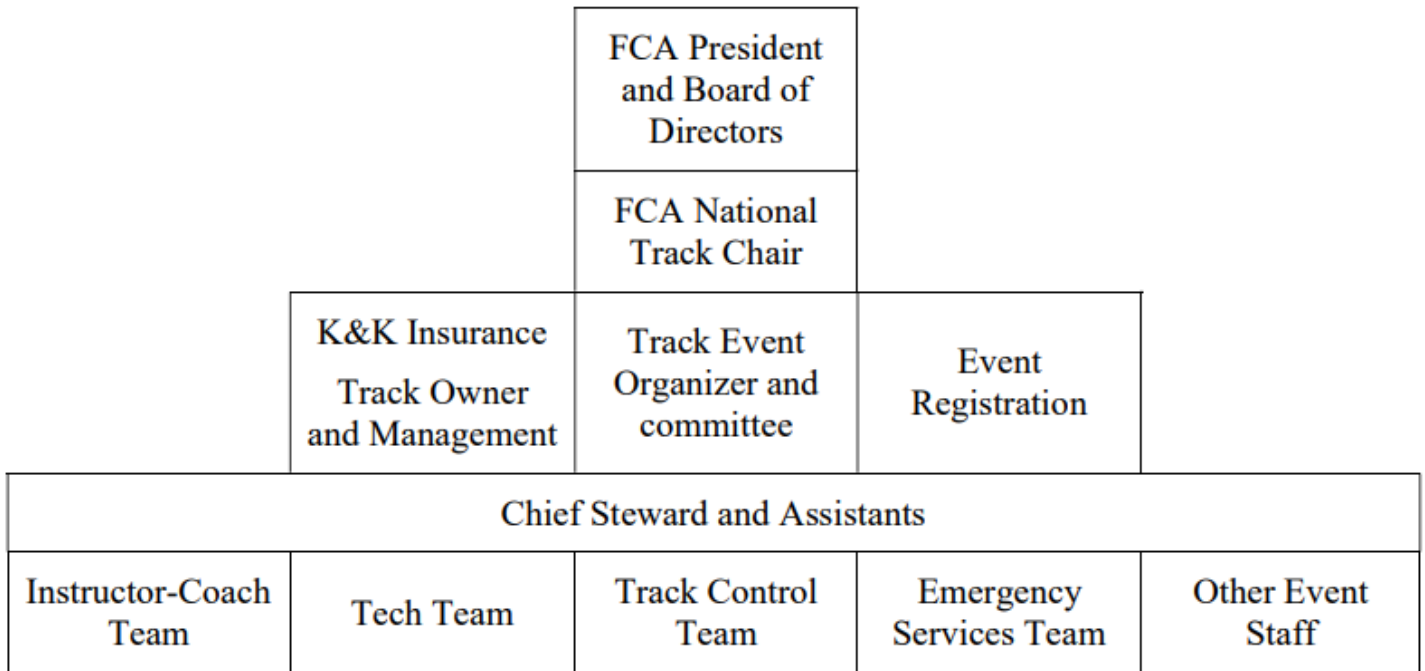 FCA President
and Board of
Directors
FCA National
Track Chair
K&K Insurance
Track Owner
and Management
Track Event
Organizer and
committee
Event
Registration
Chief Steward and Assistants
Instructor-Coach
Team
Tech Team
Track Control
Team
Emergency
Services Team
Other Event
Staff